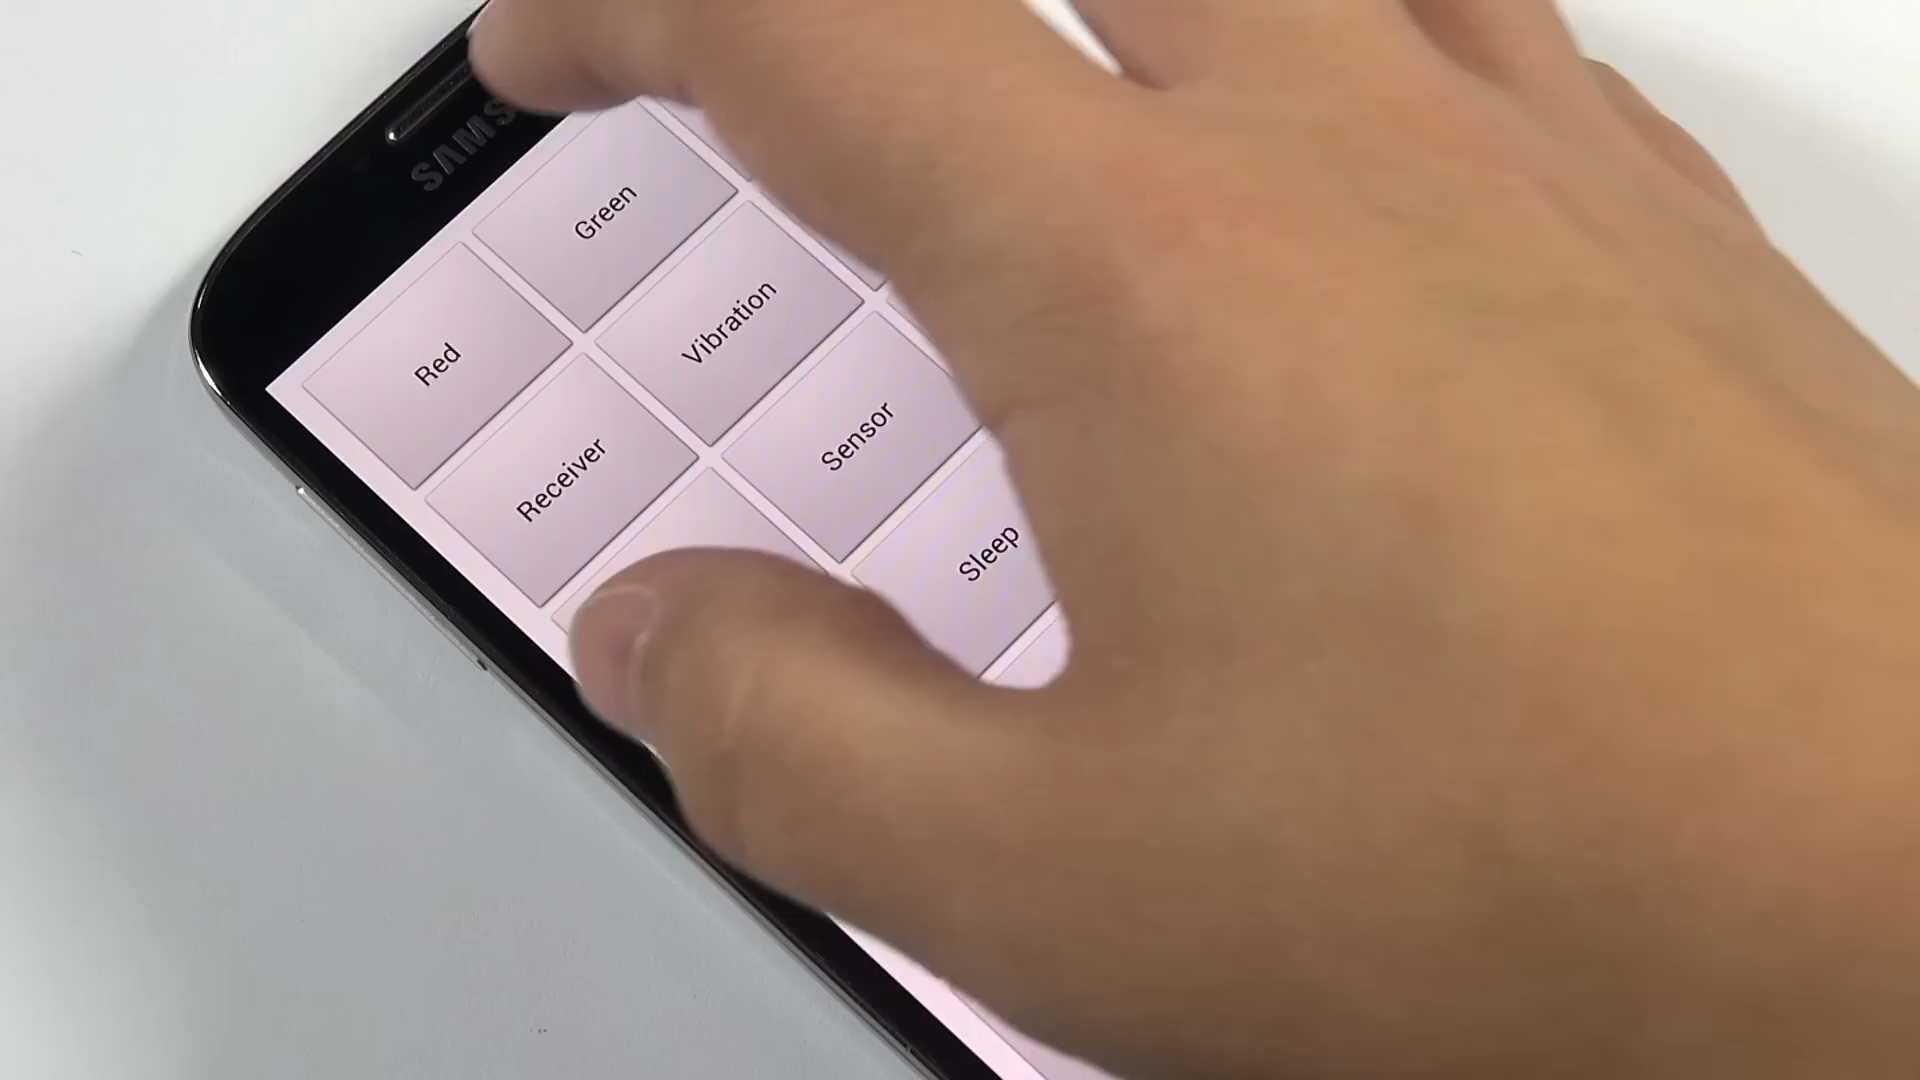 SAMS
Red
Green
Receiver
Vibration
Sensor
Sleep